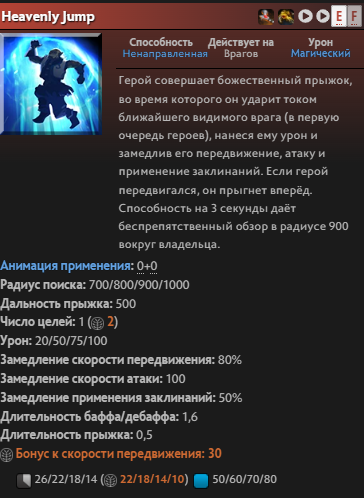 Heavenly Jump
E F
Способность Действует на Урон
Ненаправленная Врагов Магический
Герой совершает божественный прыжок,
во время которого он ударит током
ближайшего видимого врага (в первую
очередь героев), нанеся ему урон и
замедлив его передвижение, атаку и
применение заклинаний. Если герой
передвигался, он прыгнет вперёд.
Способность на 3 секунды даёт
беспрепятственный обзор в радиусе 900
вокруг владельца.
Анимация применения: 0+0
Радиус поиска: 700/800/900/1000
Дальность прыжка: 500
Число целей: 1 (2)
Урон: 20/50/75/100
Замедление скорости передвижения: 80%
Замедление скорости атаки: 100
Замедление применения заклинаний: 50%
Длительность баффа/дебаффа: 1,6
Длительность прыжка: 0,5
Бонус к скорости передвижения: 30
26/22/18/14 (22/18/14/10) 50/60/70/80